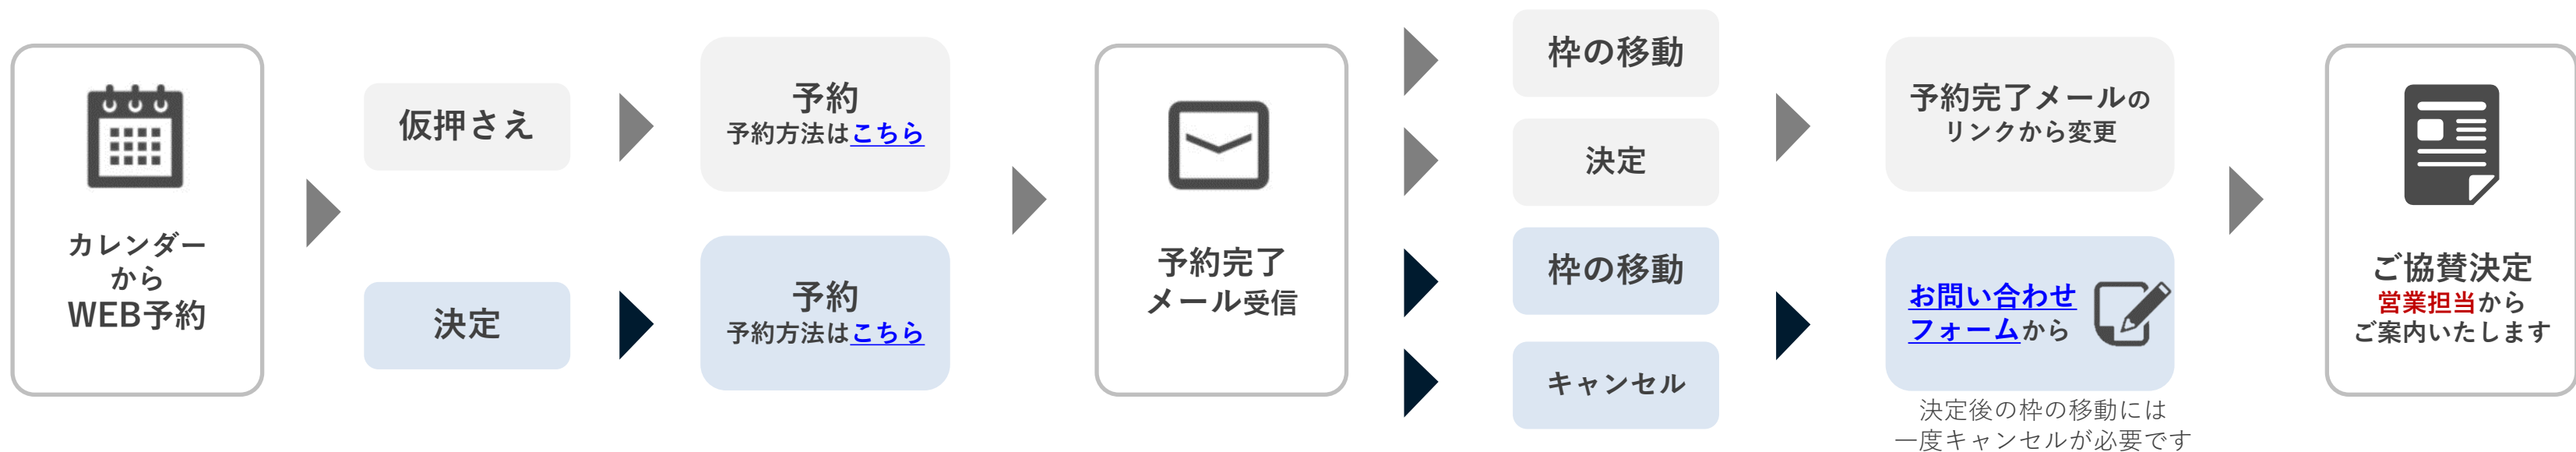 カレンダー
から
WEB予約
仮押さえ
予約
予約方法はこちら
決定
予約
予約方法はこちら
予約完了
メール受信
枠の移動
決定
枠の移動
キャンセル
予約完了メールの
リンクから変更
お問い合わせ
フォームから
決定後の枠の移動には
一度キャンセルが必要です
ご協賛決定
営業担当から
ご案内いたします